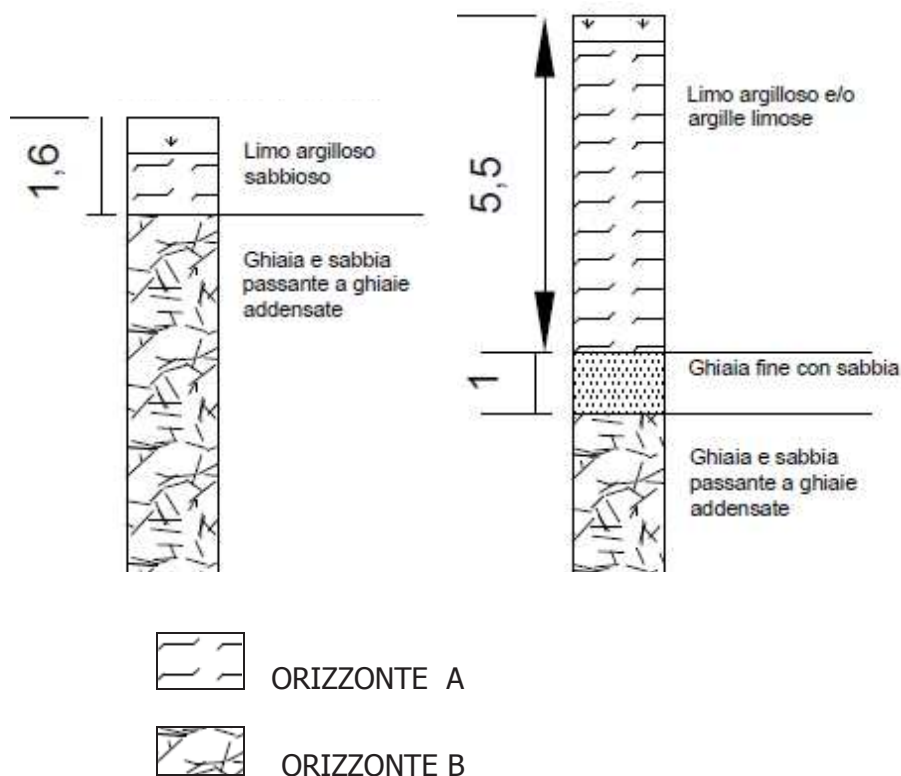 1,6
Limo argilloso
sabbioso
Ghiaia e sabbia
passante a ghiaie
addensate
5,5
Limo argilloso e/o
argille limose
1
Ghiaia fine con sabbia
Ghiaia e sabbia
passante a ghiaie
addensate
ORIZZONTE A
ORIZZONTE B